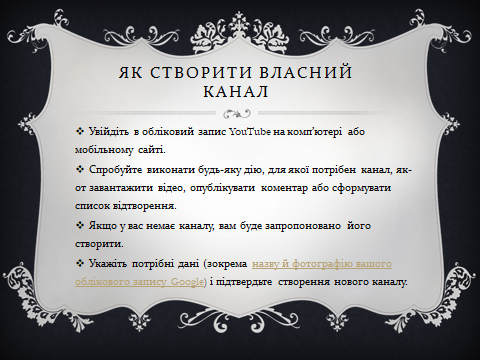 ЯК СТВОРИТИ ВЛАСНИЙ
КАНАЛ
❖ Увійдіть в обліковий запис YouTube на комп'ютері або
мобільному сайті.
❖ Спробуйте виконати будь-яку дію, для якої потрібен канал, як-
от завантажити відео, опублікувати коментар або сформувати
список відтворення.
❖ Якщо у вас немає каналу, вам буде запропоновано його
створити.
❖ Укажіть потрібні дані (зокрема назву й фотографію вашого
облікового запису Google) і підтвердьте створення нового каналу.